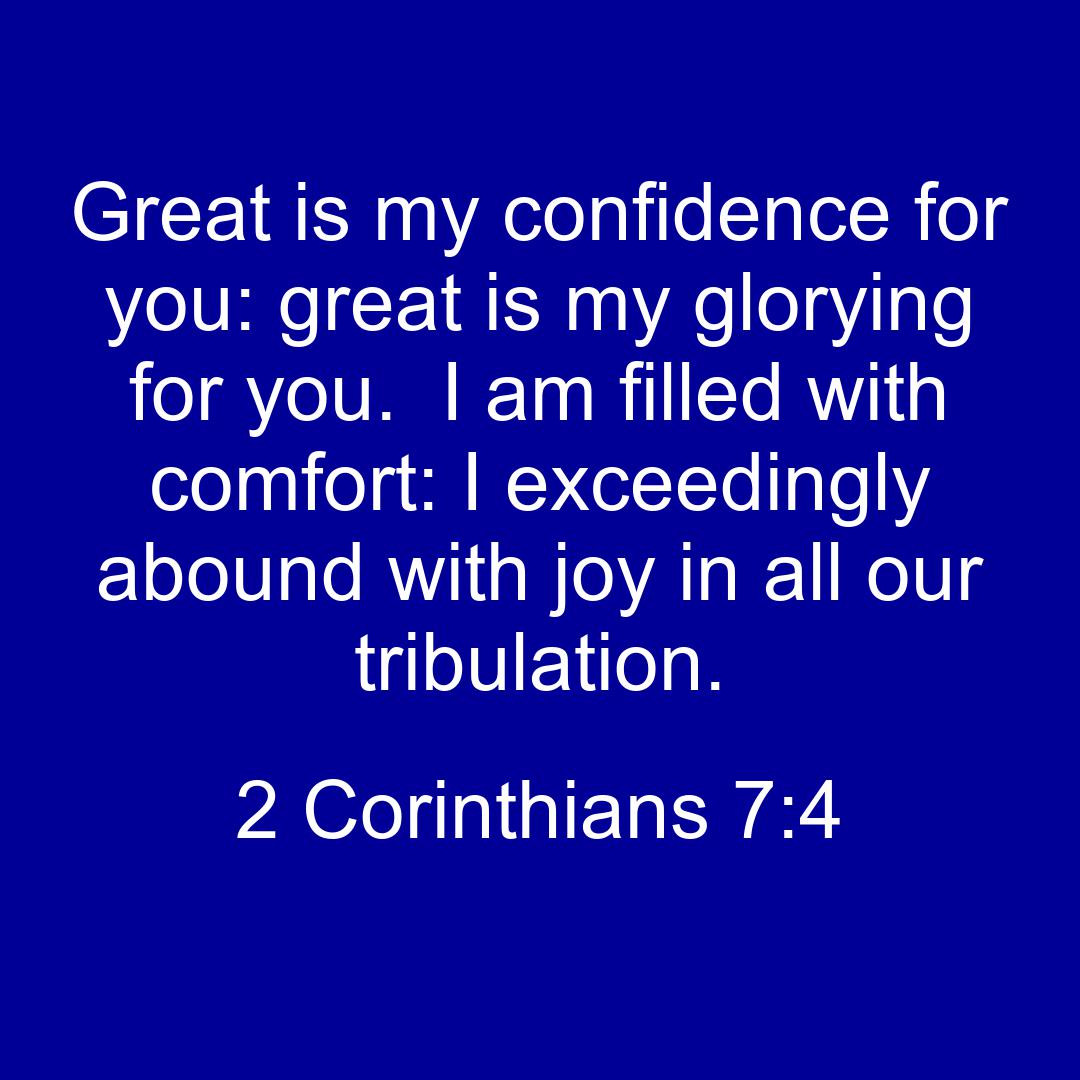 Great is my confidence for
you: great is my glorying
for you.  I am filled with
comfort: I exceedingly
abound with joy in all our
tribulation.
2 Corinthians 7:4